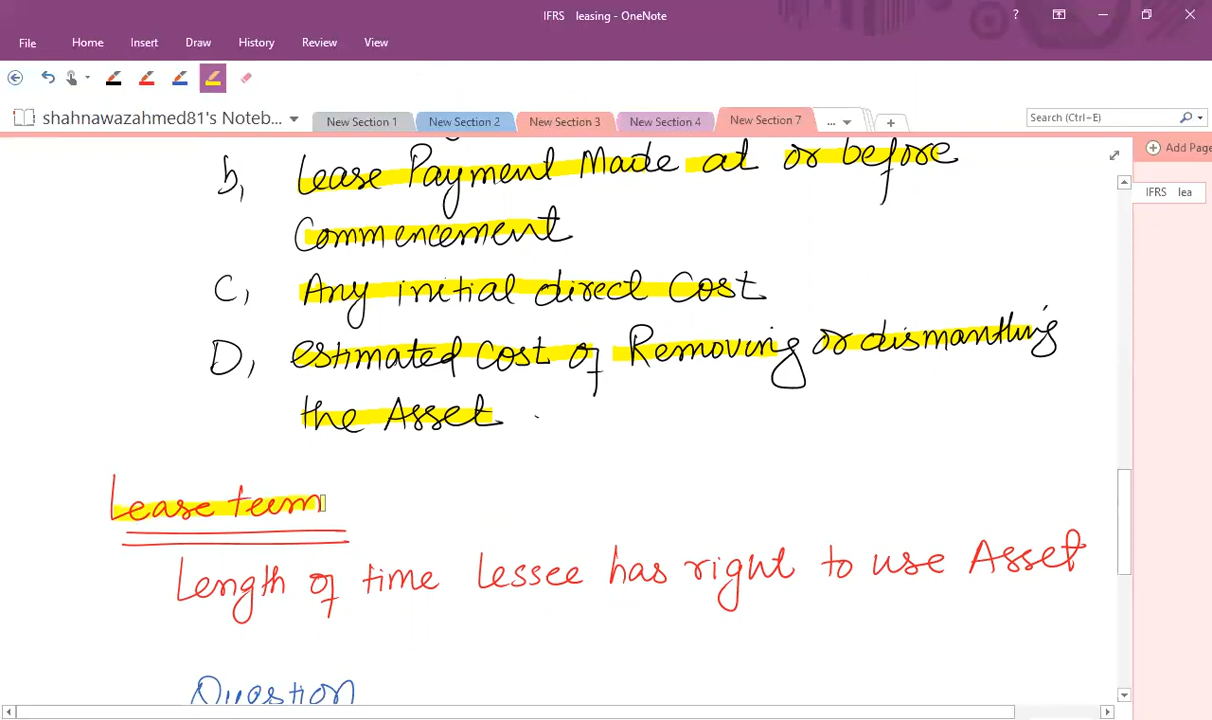 IFRS leasing - OneNote
?
File Home Insert Draw History Review View
shahnawazahmed81's Noteb...
New Section 1 New Section 2 New Section 3 New Section 4 New Section 7 ...
Search (Ctrl-E)
Add Page
IFRS lea
b, Lease Payment Made at or before
Commencement
C, Any initial direct Cost
D, estimated Cost of Removing or dismanthing
the Asset.
Lease term
Length of time lessee has right to use Asset
Question